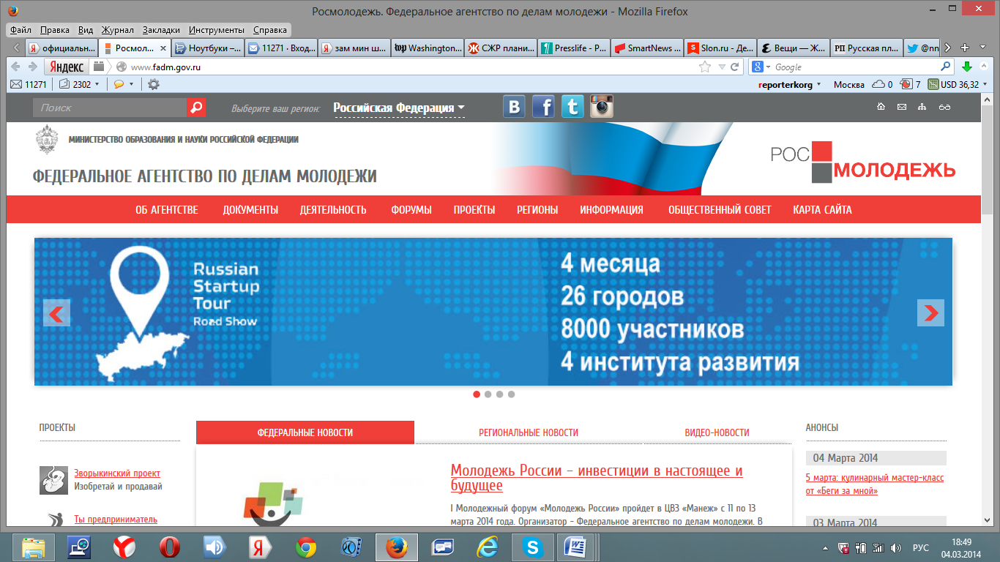 Росмолодежь. Федеральное агентство по делам молодежи - Mozilla Firefox
Файл Правка Вид Журнал Закладки Инструменты Справка
официальн... Росмол... Ноутбуки –... 11271 · Вход... зам мин ш... Washington... СЖР плани... Presslife - Р... SmartNews ... Slon.ru - Де... Вещи — Ж... Русская пл... @nn
Яндекс www.fadm.gov.ru Google
11271 2302 reporterkorg Москва 0 7 USD 36,32
Поиск Выберите ваш регион: Российская Федерация
МИНИСТЕРСТВО ОБРАЗОВАНИЯ И НАУКИ РОССИЙСКОЙ ФЕДЕРАЦИИ
ФЕДЕРАЛЬНОЕ АГЕНТСТВО ПО ДЕЛАМ МОЛОДЕЖИ
РОС
МОЛОДЕЖЬ
ОБ АГЕНТСТВЕ ДОКУМЕНТЫ ДЕЯТЕЛЬНОСТЬ ФОРУМЫ ПРОЕКТЫ РЕГИОНЫ ИНФОРМАЦИЯ ОБЩЕСТВЕННЫЙ СОВЕТ КАРТА САЙТА
Russian
Startup
Tour
Road Show
4 месяца
26 городов
8000 участников
4 института развития
ПРОЕКТЫ
Зворыкинский проект
Изобретай и продавай
Ты предприниматель
ФЕДЕРАЛЬНЫЕ НОВОСТИ РЕГИОНАЛЬНЫЕ НОВОСТИ ВИДЕО-НОВОСТИ
Молодежь России – инвестиции в настоящее и
будущее
I Молодежный форум «Молодежь России» пройдет в ЦВЗ «Манеж» с 11 по 13
марта 2014 года. Организатор - Федеральное агентство по делам молодежи. В
АНОНСЫ
04 Марта 2014
5 марта: кулинарный мастер-класс
от «Беги за мной»
03 Марта 2014
РУС 18:49
04.03.2014